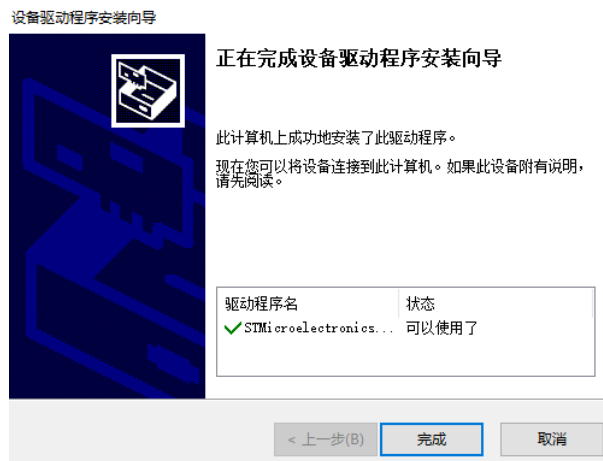 设备驱动程序安装向导
正在完成设备驱动程序安装向导
此计算机上成功地安装了此驱动程序。
现在您可以将设备连接到此计算机。如果此设备附有说明，
请先阅读。
驱动程序名 状态
STMicroelectronics... 可以使用了
< 上一步(B) 完成 取消